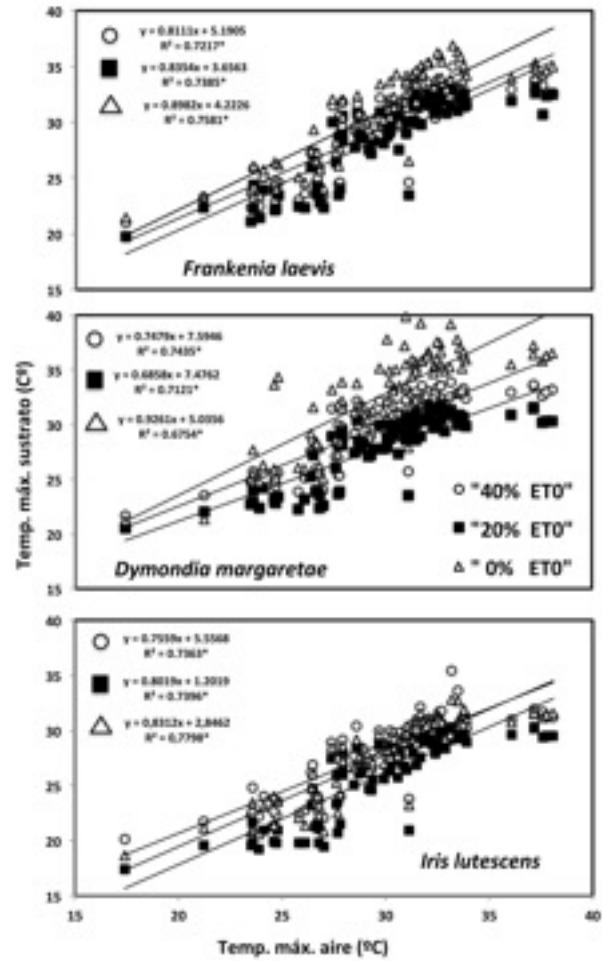 40
y = 0.8111x + 5.1905
R² = 0.7217*
35
y = 0.8354x + 3.6563
R² = 0.7385*
30
y = 0.8982x + 4.2226
R² = 0.7581*
25
20
Frankenia laevis
15
40
y = 0.7479x + 7.5946
R² = 0.7435*
35
y = 0.6858x + 7.4762
R² = 0.7121*
30
y = 0.9261x + 5.0356
R² = 0.6754*
25
"40% ET0"
20
"20% ET0"
Dymondia margaretae
" 0% ET0"
15
Temp. máx. sustrato (Cº)
40
y = 0.7559x + 5.5568
R² = 0.7363*
35
y = 0.8019x + 1.2019
R² = 0.7396*
30
y = 0,8312x + 2,8462
R² = 0,7798*
25
20
Iris lutescens
15
15 20 25 30 35 40
Temp. máx. aire (ºC)